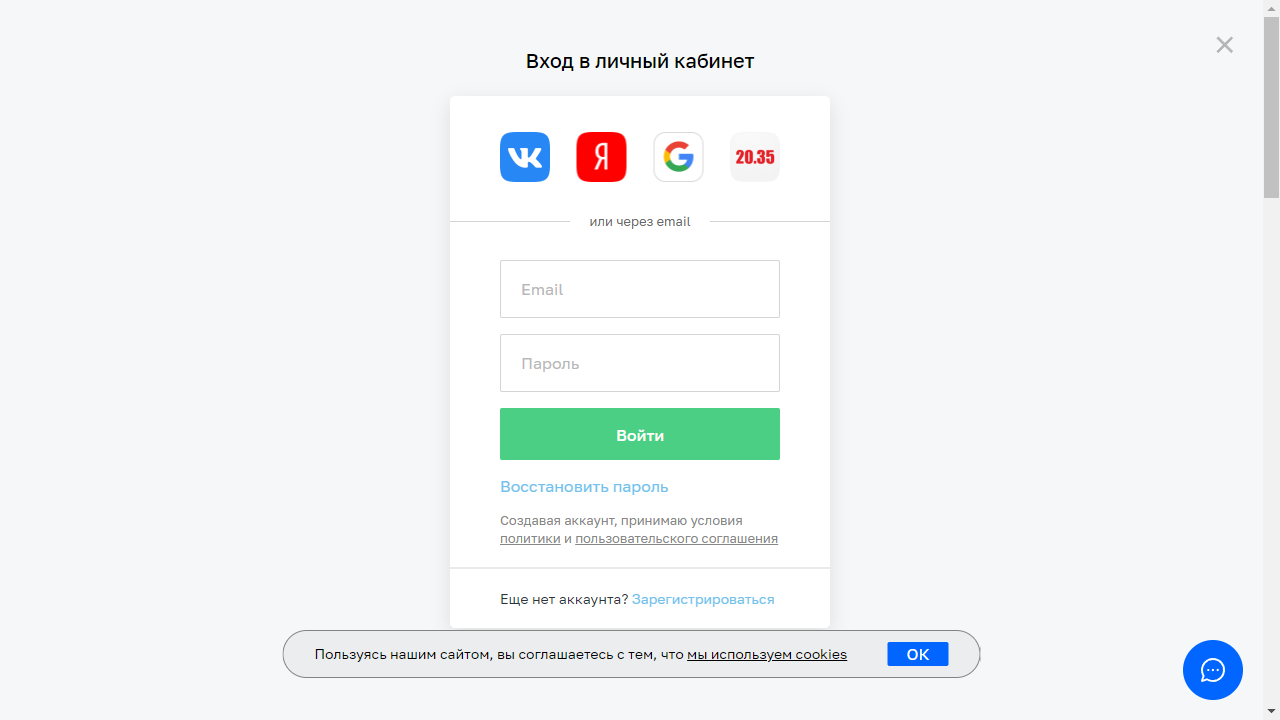 Вход в личный кабинет
Я
20.35
или через email
Email
Пароль
Войти
Восстановить пароль
Создавая аккаунт, принимаю условия
политики и пользовательского соглашения
Еще нет аккаунта? Зарегистрироваться
Пользуясь нашим сайтом, вы соглашаетесь с тем, что мы используем cookies
OK